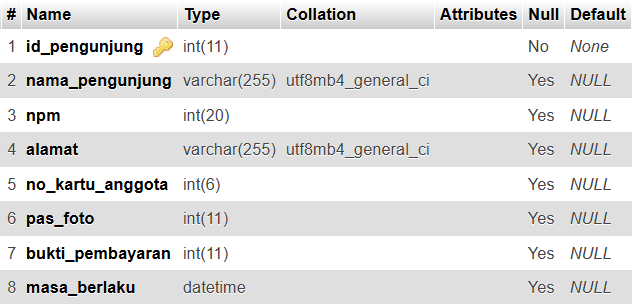 # Name Type Collation Attributes Null Default
1 id_pengunjung int(11) No None
2 nama_pengunjung varchar(255) utf8mb4_general_ci Yes NULL
3 npm int(20) Yes NULL
4 alamat varchar(255) utf8mb4_general_ci Yes NULL
5 no_kartu_anggota int(6) Yes NULL
6 pas_foto int(11) Yes NULL
7 bukti_pembayaran int(11) Yes NULL
8 masa_berlaku datetime Yes NULL